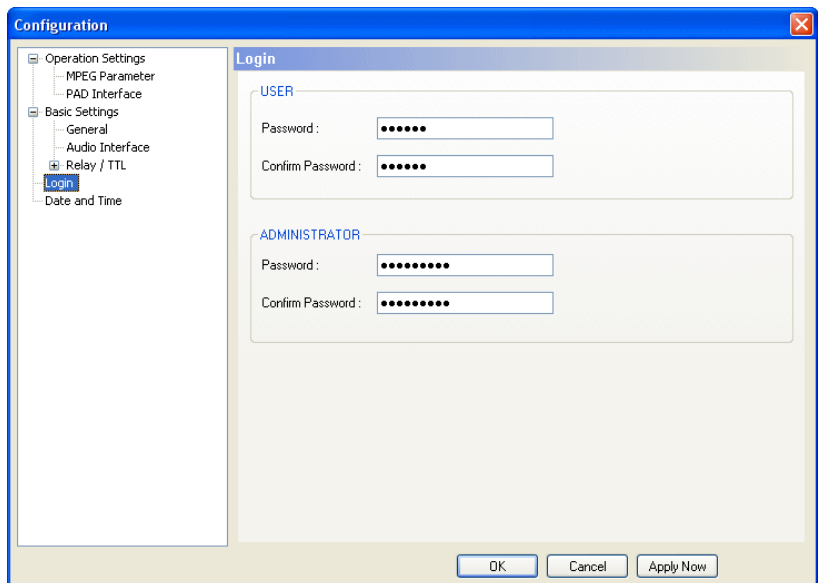 Configuration
Operation Settings
MPEG Parameter
PAD Interface
Basic Settings
General
Audio Interface
Relay / TTL
Login
Date and Time
Login
USER
Password :
••••••
Confirm Password :
••••••
ADMINISTRATOR
Password :
•••••••••
Confirm Password :
•••••••••
OK
Cancel
Apply Now